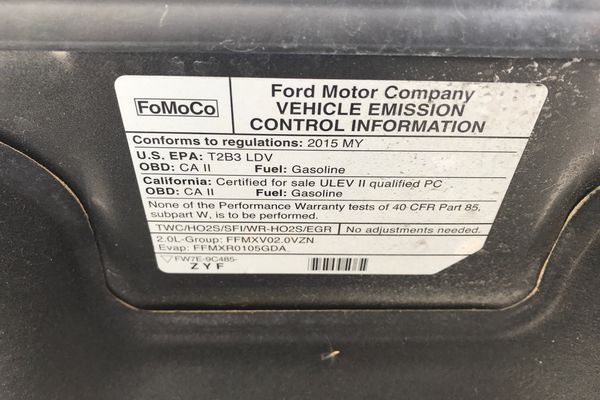 FoMoCo
Ford Motor Company
VEHICLE EMISSION
CONTROL INFORMATION
Conforms to regulations: 2015 MY
U.S. EPA: T2B3 LDV
OBD: CA II Fuel: Gasoline
California: Certified for sale ULEV II qualified PC
OBD: CA II Fuel: Gasoline
None of the Performance Warranty tests of 40 CFR Part 85,
subpart W, is to be performed.
TWC/HO2S/SFI/WR-HO2S/EGR No adjustments needed.
2.0L-Group: FFMXV02.0VZN
Evap: FFMXR0105GDA
FW7E-9C485-
ZYF